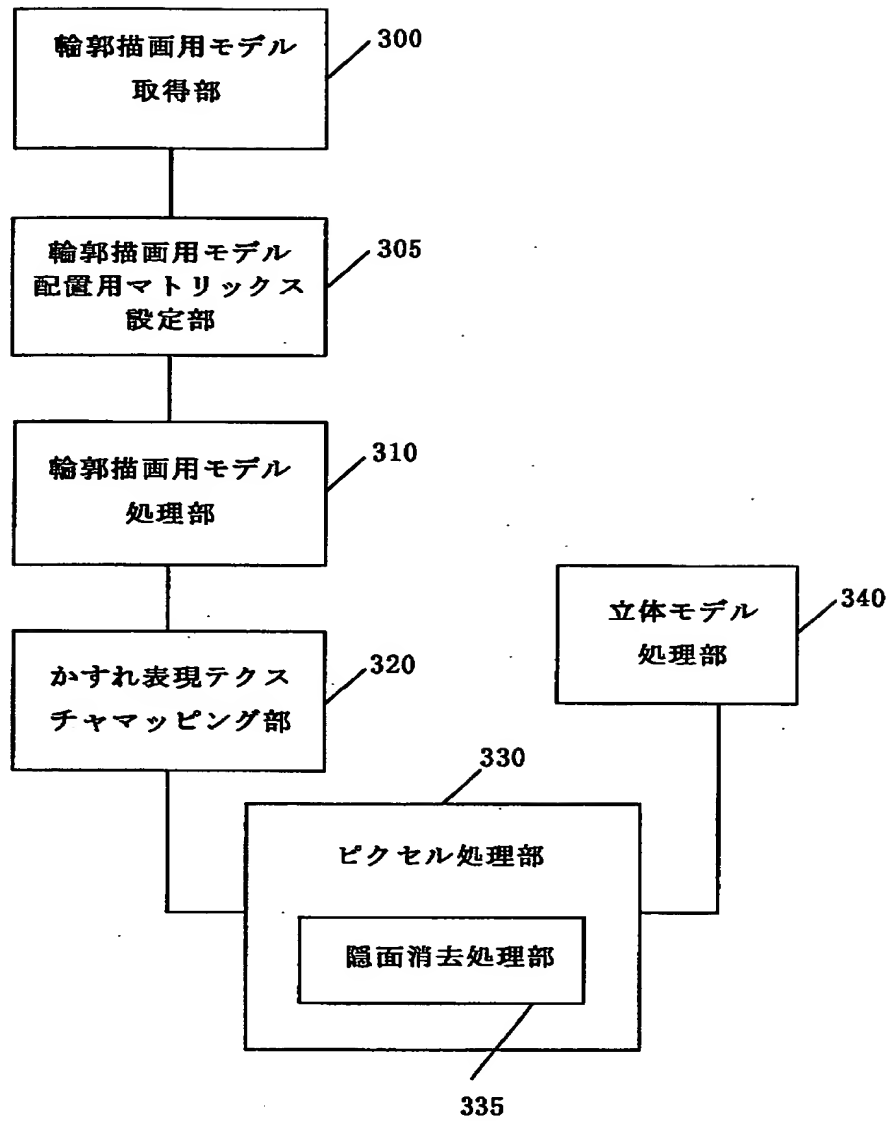 輪郭描画用モデル
取得部
300
輪郭描画用モデル
配置用マトリックス
設定部
305
輪郭描画用モデル
処理部
310
かすれ表現テクス
チャマッピング部
320
立体モデル
処理部
340
330
ピクセル処理部
隠面消去処理部
335